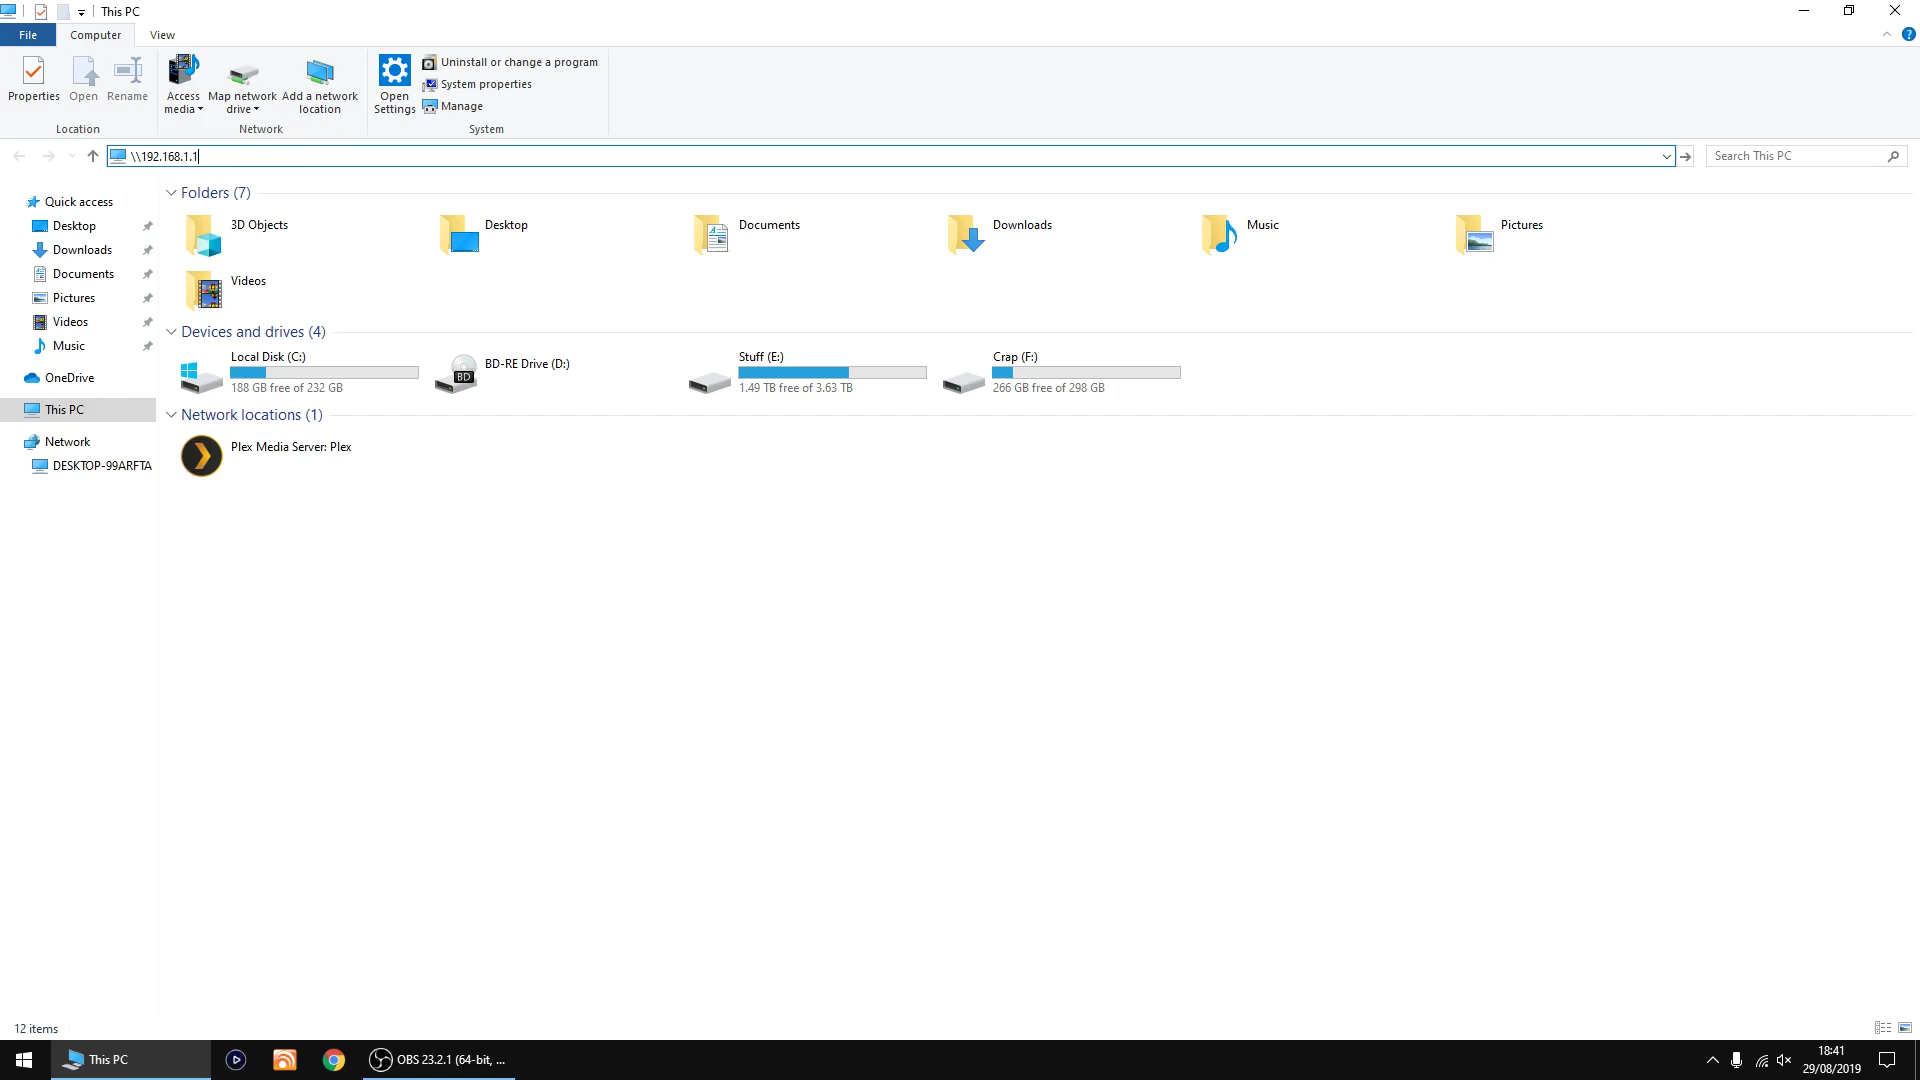 This PC
File
Computer
View
Properties
Open
Rename
Access media
Map network drive
Add a network location
Open Settings
Uninstall or change a program
System properties
Manage
Location
Network
System
\\192.168.1.1
Search This PC
Quick access
Desktop
Downloads
Documents
Pictures
Videos
Music
OneDrive
This PC
Network
DESKTOP-99ARFTA
Folders (7)
3D Objects
Desktop
Documents
Downloads
Music
Pictures
Videos
Devices and drives (4)
Local Disk (C:)
188 GB free of 232 GB
BD
BD-RE Drive (D:)
Stuff (E:)
1.49 TB free of 3.63 TB
Crap (F:)
266 GB free of 298 GB
Network locations (1)
Plex Media Server: Plex
12 items
This PC
OBS 23.2.1 (64-bit, ...
18:41
29/08/2019